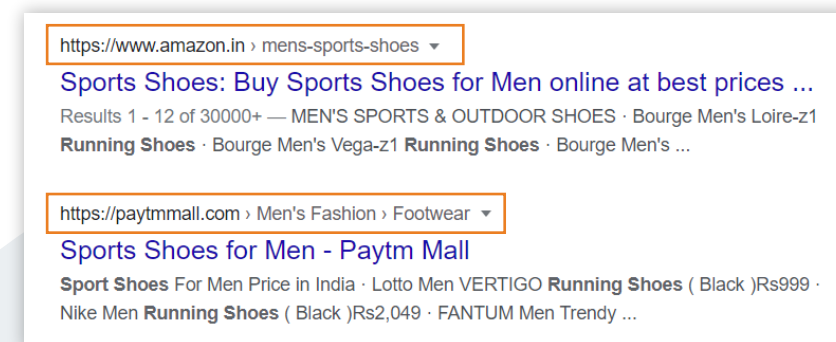 https://www.amazon.in › mens-sports-shoes
Sports Shoes: Buy Sports Shoes for Men online at best prices ...
Results 1 - 12 of 30000+ — MEN'S SPORTS & OUTDOOR SHOES · Bourge Men's Loire-z1
Running Shoes · Bourge Men's Vega-z1 Running Shoes · Bourge Men's ...
https://paytmmall.com › Men's Fashion › Footwear
Sports Shoes for Men - Paytm Mall
Sport Shoes For Men Price in India · Lotto Men VERTIGO Running Shoes ( Black )Rs999 ·
Nike Men Running Shoes ( Black )Rs2,049 · FANTUM Men Trendy ...